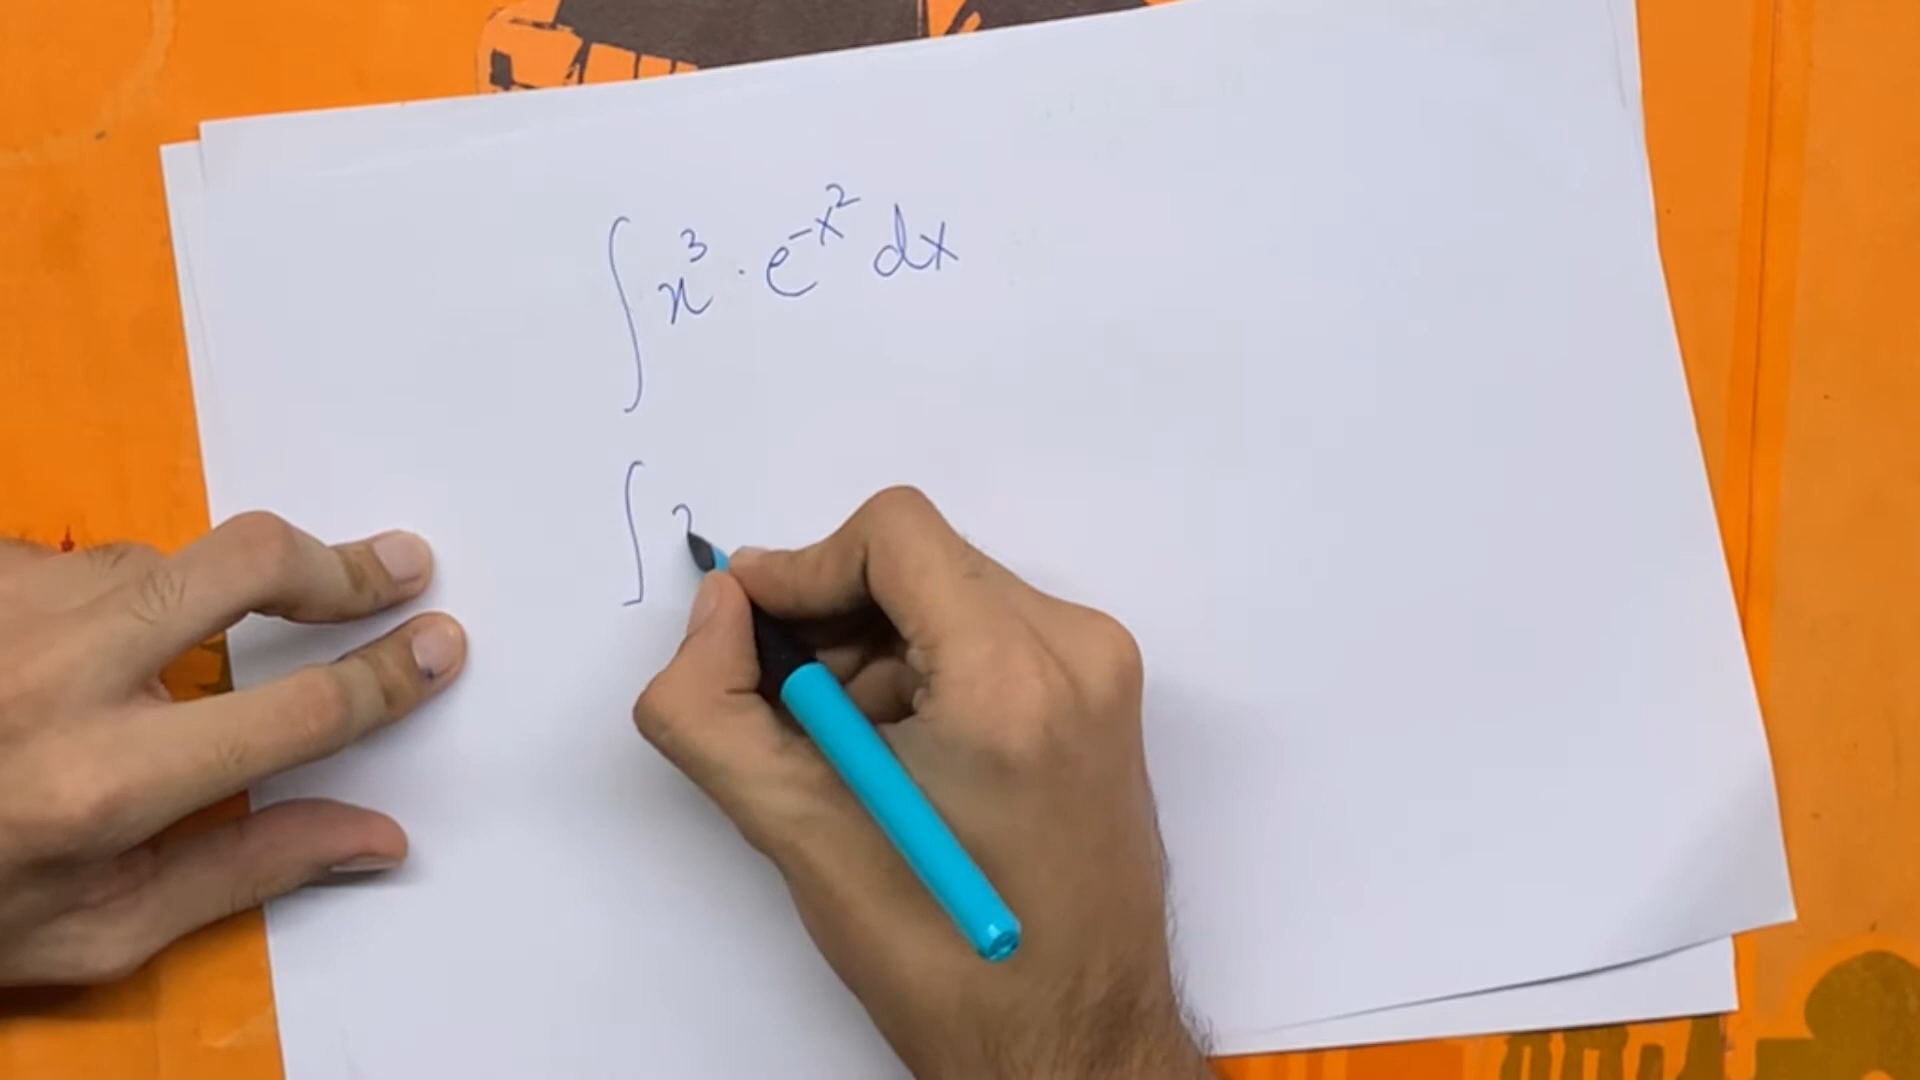 ∫ x³ · e^(-x²) dx
∫